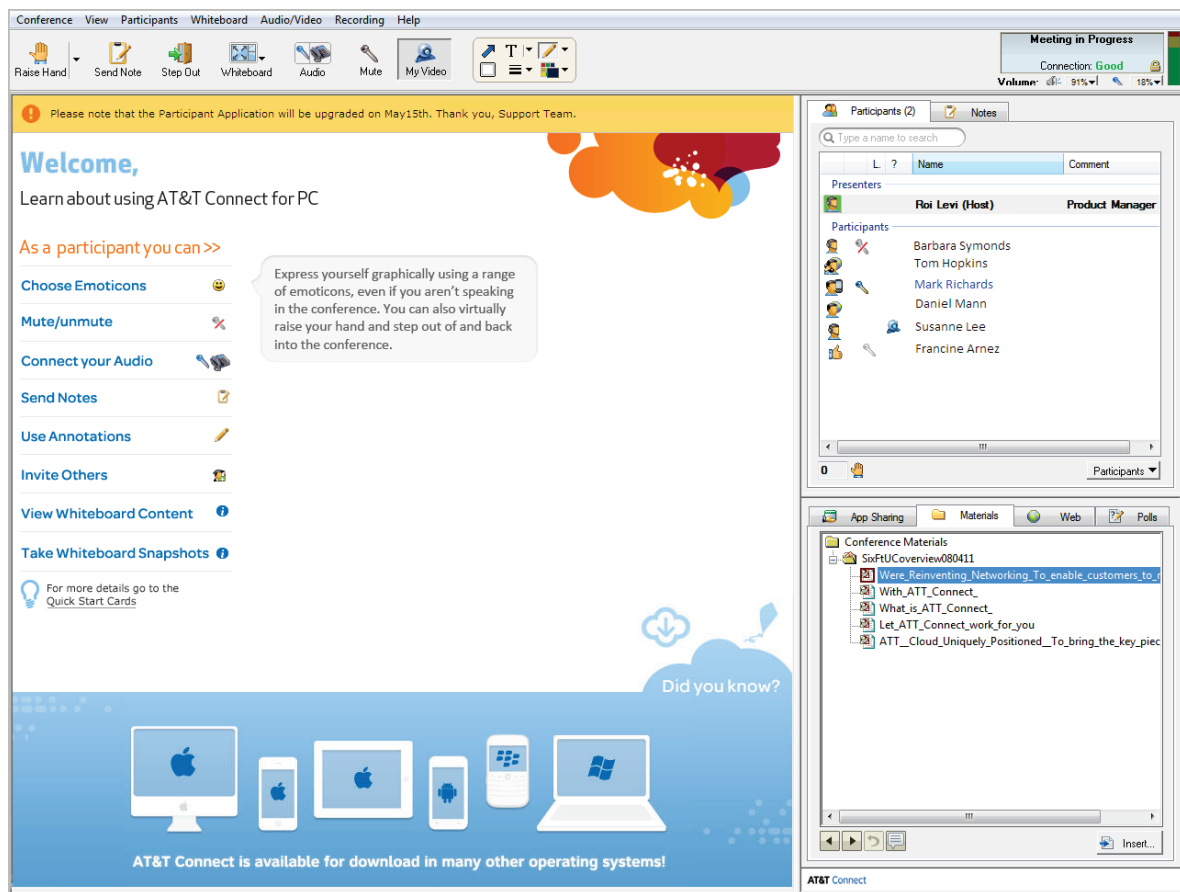 Conference View Participants Whiteboard Audio/Video Recording Help
Raise Hand Send Note Step Out Whiteboard Audio Mute My Video
T
Meeting in Progress
Connection: Good
Volume: 91% 18%
Please note that the Participant Application will be upgraded on May15th. Thank you, Support Team.
Welcome,
Learn about using AT&T Connect for PC
As a participant you can >>
Choose Emoticons
Mute/unmute
Connect your Audio
Send Notes
Use Annotations
Invite Others
View Whiteboard Content
Take Whiteboard Snapshots
For more details go to the
Quick Start Cards
Express yourself graphically using a range
of emoticons, even if you aren't speaking
in the conference. You can also virtually
raise your hand and step out of and back
into the conference.
Did you know?
AT&T Connect is available for download in many other operating systems!
Participants (2) Notes
Type a name to search
L ? Name Comment
Presenters
Roi Levi (Host) Product Manager
Participants
Barbara Symonds
Tom Hopkins
Mark Richards
Daniel Mann
Susanne Lee
Francine Arnez
0 Participants
App Sharing Materials Web Polls
Conference Materials
SixFtUCoverview080411
Were_Reinventing_Networking_To_enable_customers_to_r
With_ATT_Connect_
What_is_ATT_Connect_
Let_ATT_Connect_work_for_you
ATT__Cloud_Uniquely_Positioned__To_bring_the_key_piec
Insert...
AT&T Connect